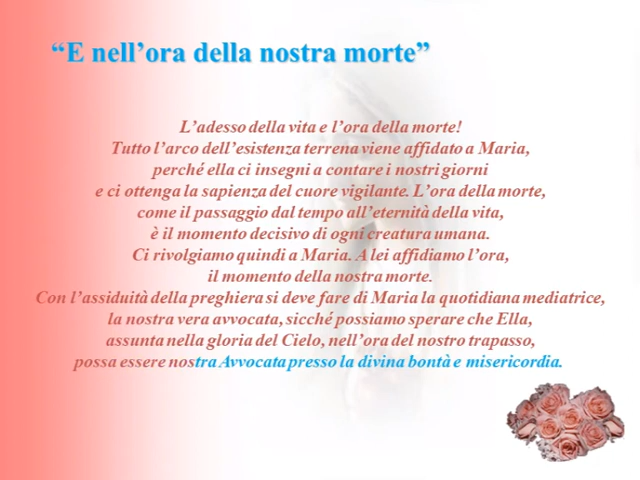 “E nell’ora della nostra morte”
L’adesso della vita e l’ora della morte!
Tutto l’arco dell’esistenza terrena viene affidato a Maria,
perché ella ci insegni a contare i nostri giorni
e ci ottenga la sapienza del cuore vigilante. L’ora della morte,
come il passaggio dal tempo all’eternità della vita,
è il momento decisivo di ogni creatura umana.
Ci rivolgiamo quindi a Maria. A lei affidiamo l’ora,
il momento della nostra morte.
Con l’assiduità della preghiera si deve fare di Maria la quotidiana mediatrice,
la nostra vera avvocata, sicché possiamo sperare che Ella,
assunta nella gloria del Cielo, nell’ora del nostro trapasso,
possa essere nostra Avvocata presso la divina bontà e misericordia.